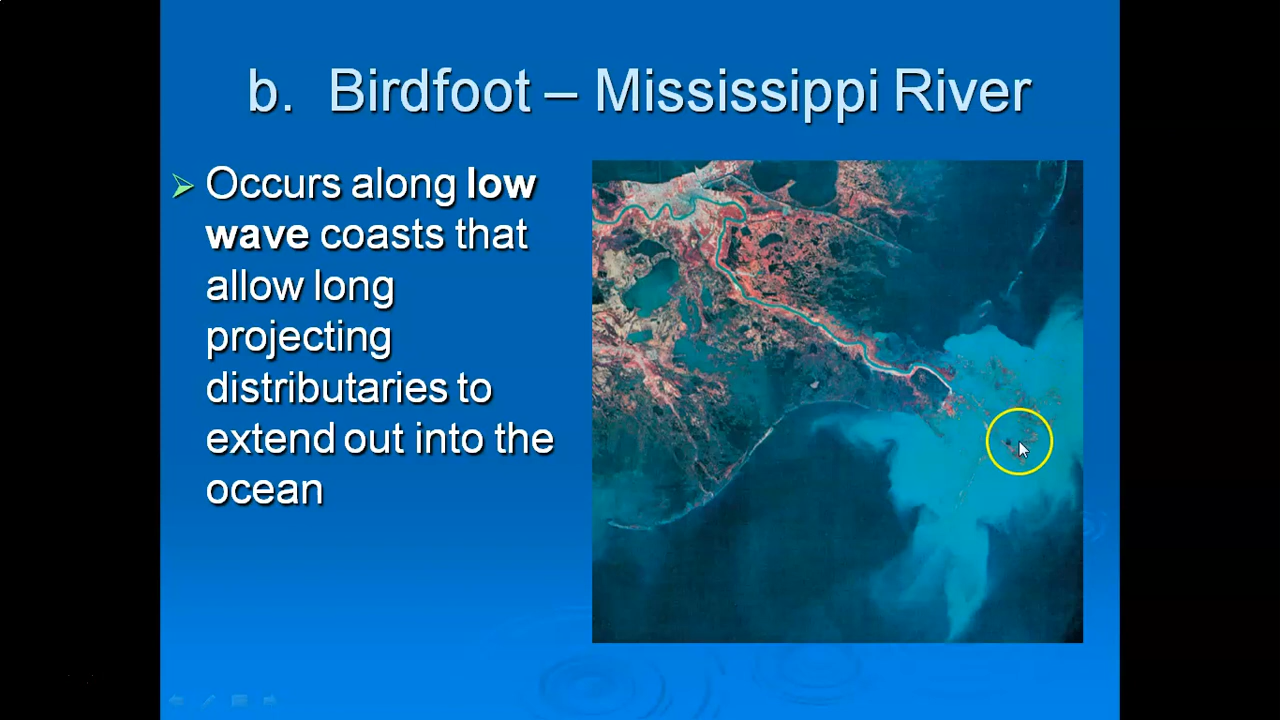 b. Birdfoot – Mississippi River
Occurs along low
wave coasts that
allow long
projecting
distributaries to
extend out into the
ocean